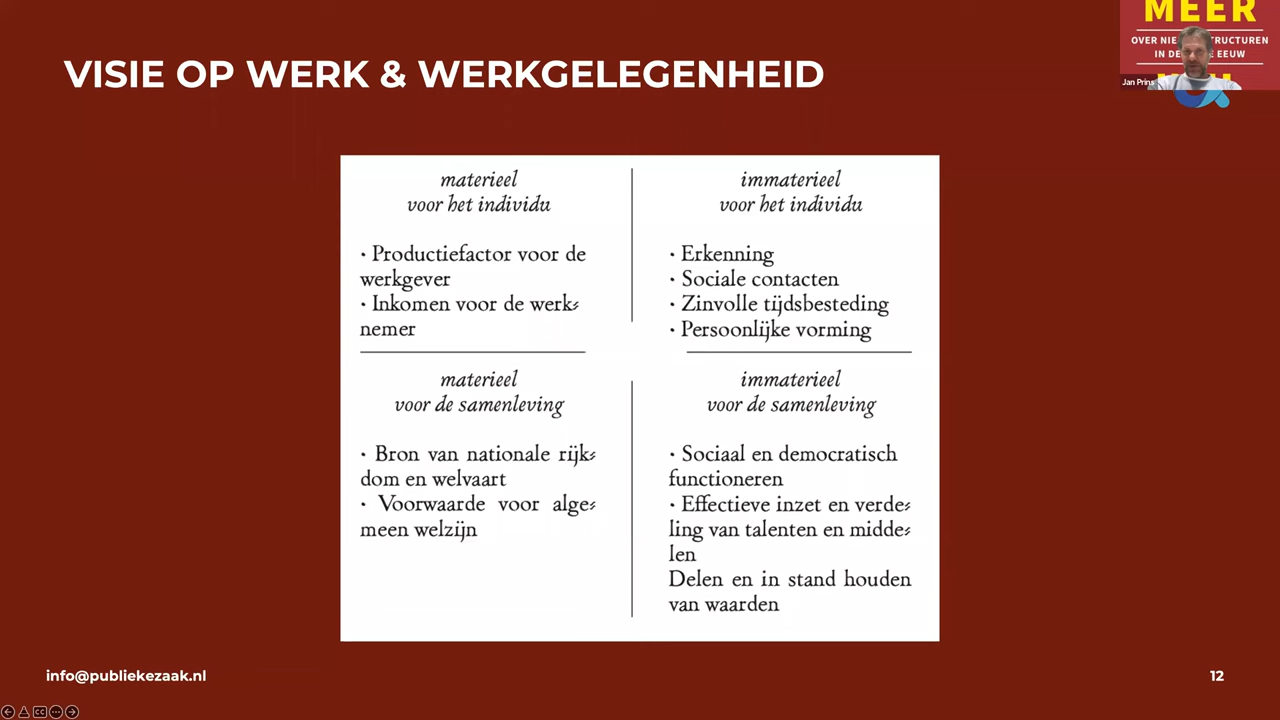 VISIE OP WERK & WERKGELEGENHEID
MEER
OVER NIE STRUCTUREN
IN DE EEUW
Jan Prins
materieel
voor het individu
· Productiefactor voor de
werkgever
· Inkomen voor de werk-
nemer
immaterieel
voor het individu
· Erkenning
· Sociale contacten
· Zinvolle tijdsbesteding
· Persoonlijke vorming
materieel
voor de samenleving
· Bron van nationale rijk-
dom en welvaart
· Voorwaarde voor alge-
meen welzijn
immaterieel
voor de samenleving
· Sociaal en democratisch
functioneren
· Effectieve inzet en verde-
ling van talenten en midde-
len
Delen en in stand houden
van waarden
info@publiekezaak.nl
12